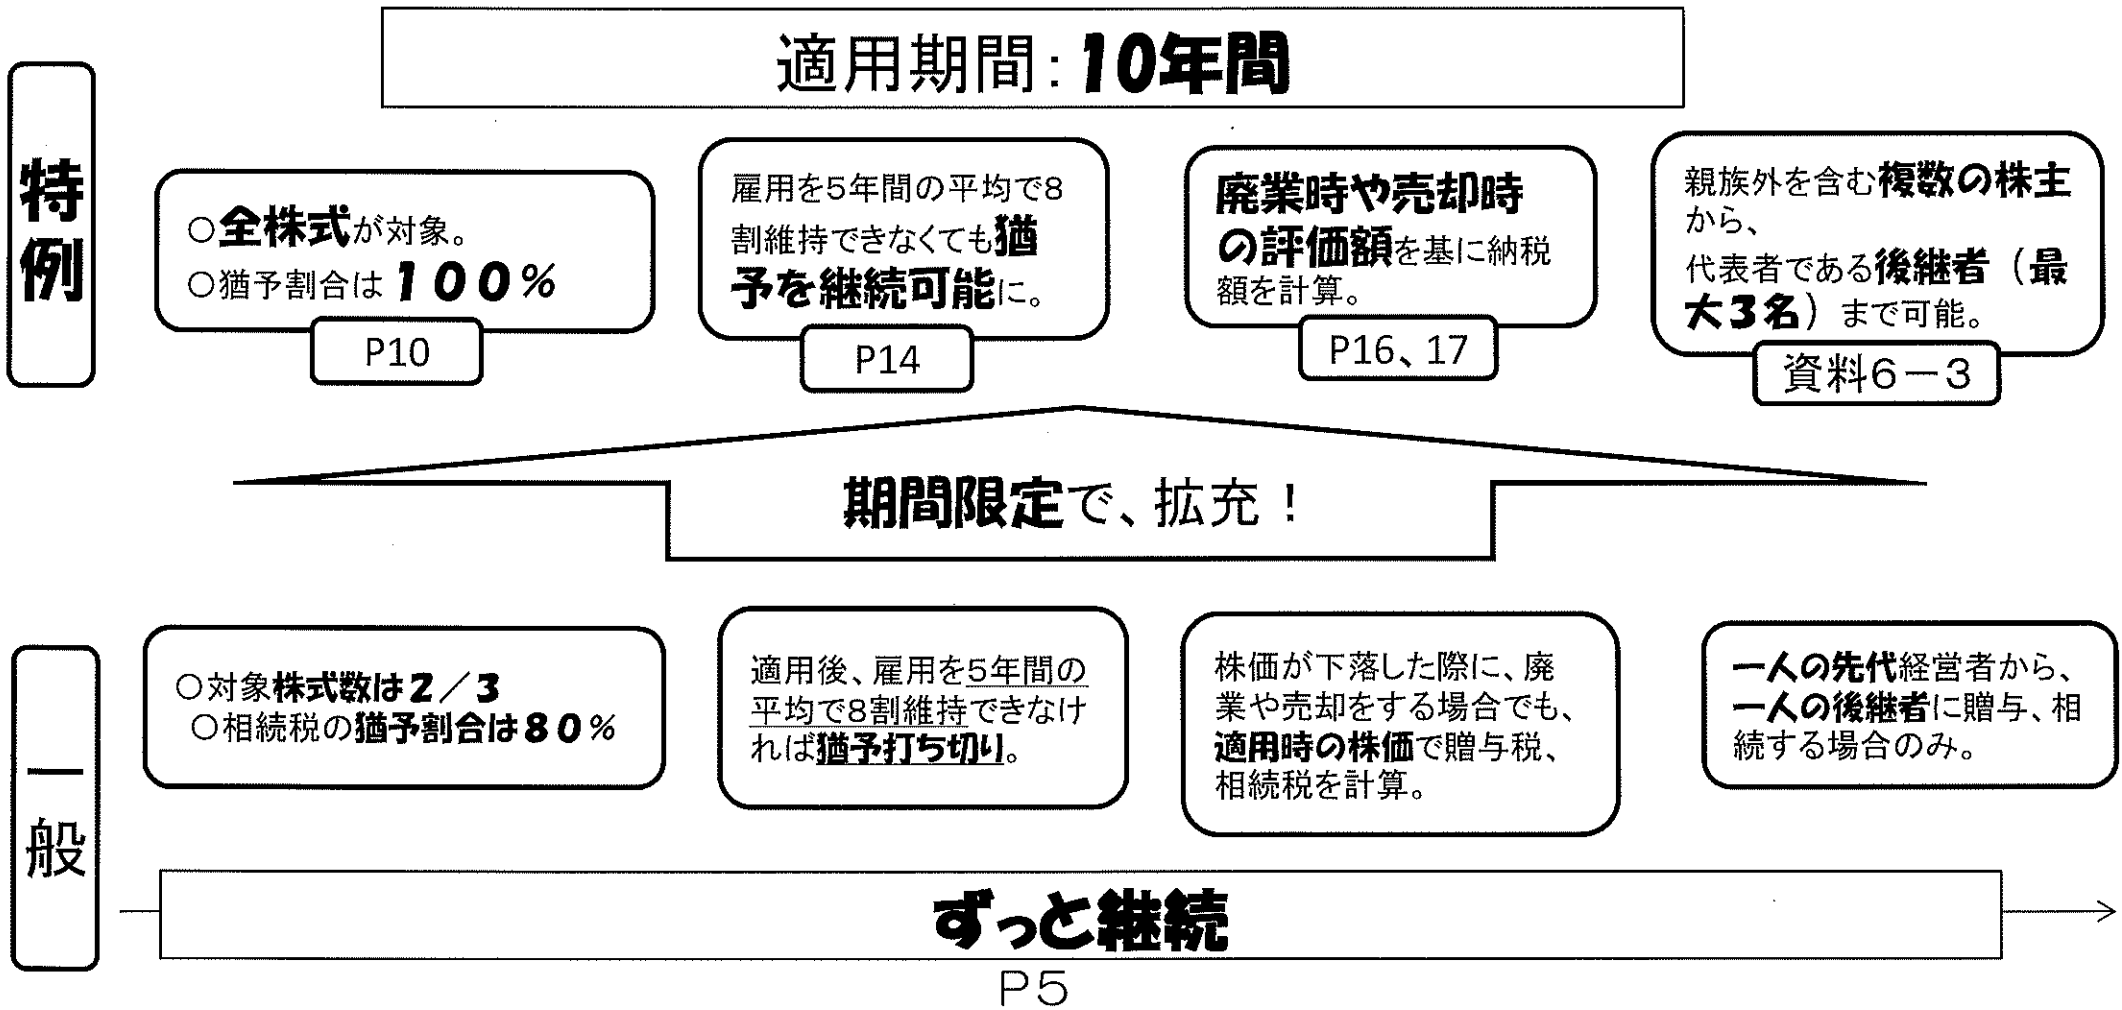 適用期間：10年間
特例
○全株式が対象。
○猶予割合は１００％
P10
雇用を５年間の平均で８
割維持できなくても猶
予を継続可能に。
P14
廃業時や売却時
の評価額を基に納税
額を計算。
P16、17
親族外を含む複数の株主
から、
代表者である後継者（最
大３名）まで可能。
資料６－３
期間限定で、拡充！
一般
○対象株式数は２／３
○相続税の猶予割合は８０％
適用後、雇用を５年間の
平均で８割維持できなけ
れば猶予打ち切り。
株価が下落した際に、廃
業や売却をする場合でも、
適用時の株価で贈与税、
相続税を計算。
一人の先代経営者から、
一人の後継者に贈与、相
続する場合のみ。
ずっと継続
P５